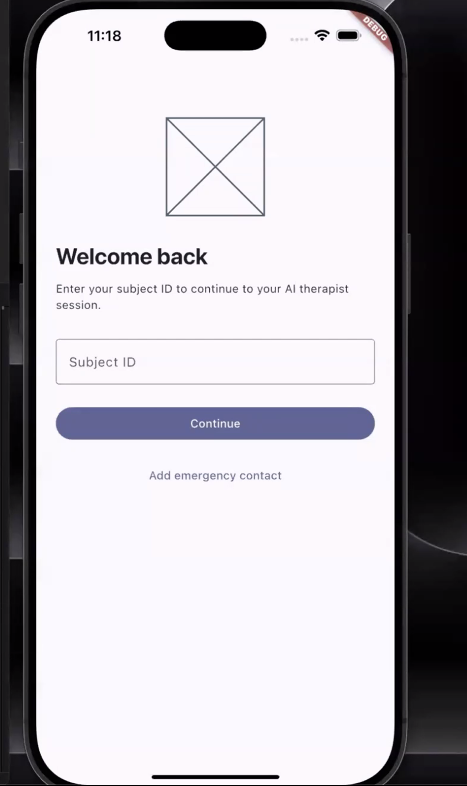 11:18
DEBUG
Welcome back
Enter your subject ID to continue to your AI therapist
session.
Subject ID
Continue
Add emergency contact